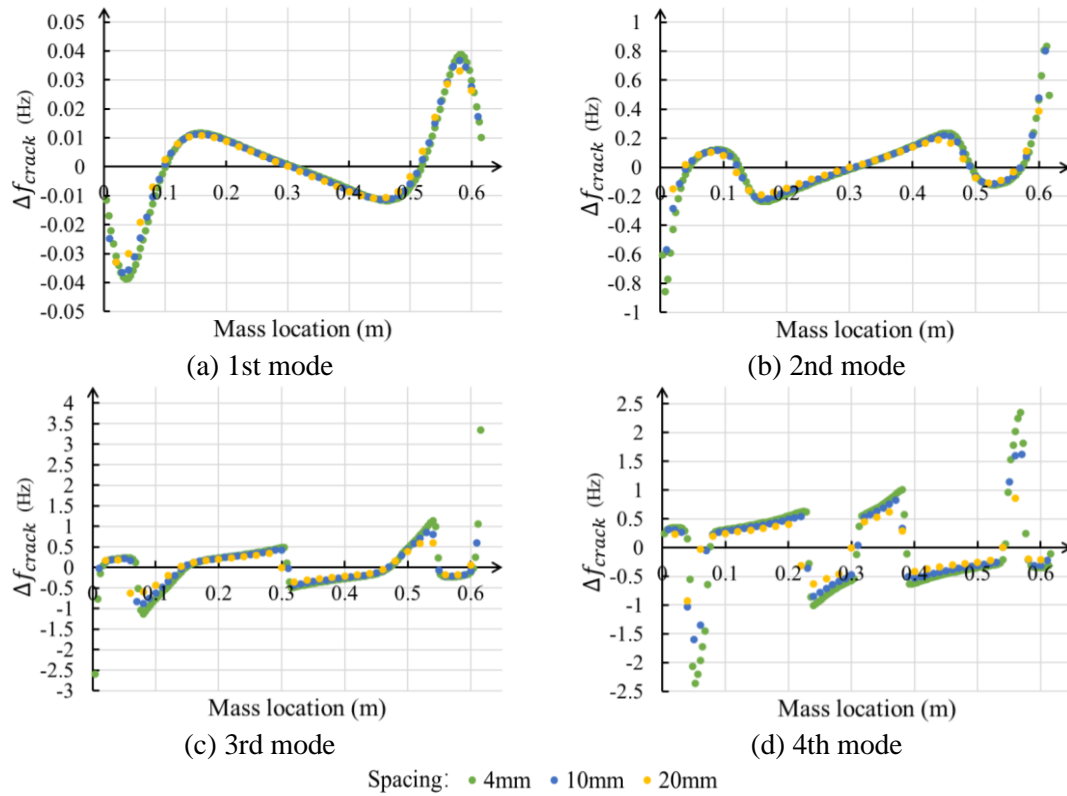 0.05
0.04
0.03
0.02
0.01
0
-0.01
-0.02
-0.03
-0.04
-0.05
0 0.1 0.2 0.3 0.4 0.5 0.6
Δf_crack (Hz)
Mass location (m)
(a) 1st mode
1
0.8
0.6
0.4
0.2
0
-0.2
-0.4
-0.6
-0.8
-1
0 0.1 0.2 0.3 0.4 0.5 0.6
Δf_crack (Hz)
Mass location (m)
(b) 2nd mode
4
3.5
3
2.5
2
1.5
1
0.5
0
-0.5
-1
-1.5
-2
-2.5
-3
0 0.1 0.2 0.3 0.4 0.5 0.6
Δf_crack (Hz)
Mass location (m)
(c) 3rd mode
2.5
2
1.5
1
0.5
0
-0.5
-1
-1.5
-2
-2.5
0 0.1 0.2 0.3 0.4 0.5 0.6
Δf_crack (Hz)
Mass location (m)
(d) 4th mode
Spacing: 4mm 10mm 20mm